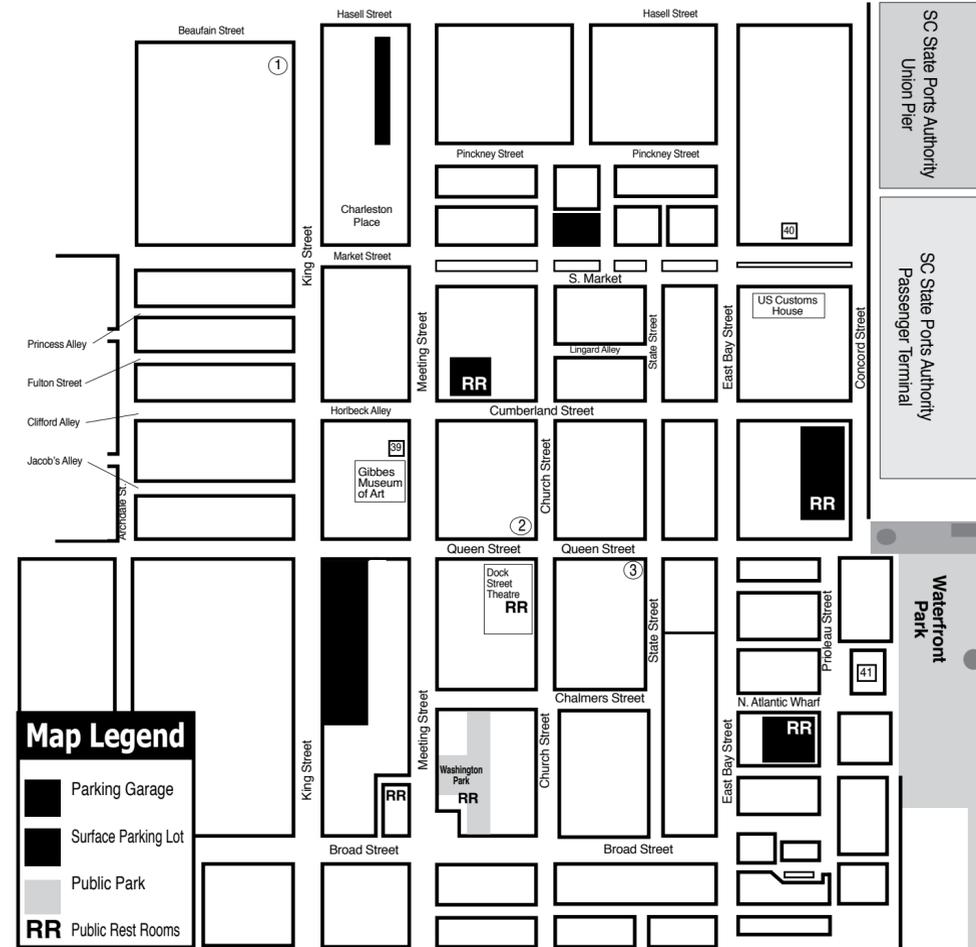 Hasell Street
Hasell Street
Beaufain Street
1
SC State Ports Authority
Union Pier
Pinckney Street
Pinckney Street
Charleston
Place
40
King Street
Market Street
S. Market
SC State Ports Authority
Passenger Terminal
US Customs
House
Meeting Street
State Street
East Bay Street
Concord Street
Princess Alley
Lingard Alley
Fulton Street
RR
Horlbeck Alley
Cumberland Street
Clifford Alley
39
Church Street
Jacob's Alley
Gibbes
Museum
of Art
Archdale St.
RR
2
Queen Street
Queen Street
3
Dock
Street
Theatre
RR
State Street
Prioleau Street
Waterfront
Park
41
Chalmers Street
N. Atlantic Wharf
Meeting Street
Church Street
East Bay Street
RR
King Street
Washington
Park
RR
RR
Broad Street
Broad Street
Map Legend
Parking Garage
Surface Parking Lot
Public Park
RR Public Rest Rooms